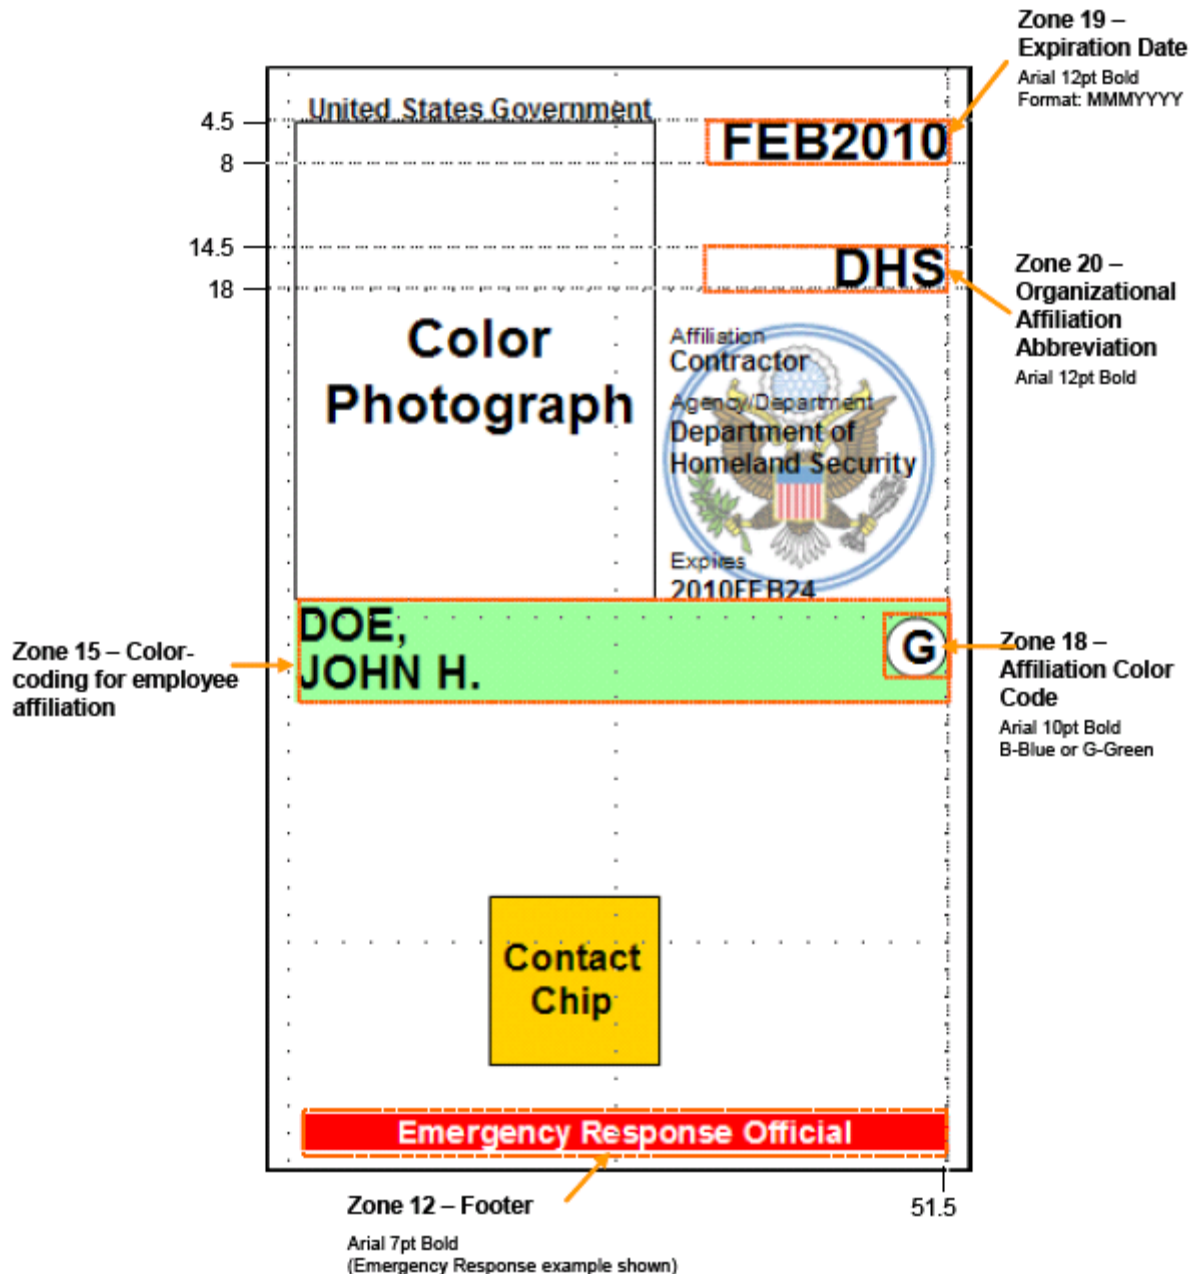 Zone 19 –
Expiration Date
Arial 12pt Bold
Format: MMMYYYY
United States Government
4.5
FEB2010
8
14.5
DHS
18
Zone 20 –
Organizational
Affiliation
Abbreviation
Arial 12pt Bold
Color
Photograph
Affiliation
Contractor
Agency/Department
Department of
Homeland Security
Expires
2010FEB24
DOE,
JOHN H.
G
Zone 15 – Color-
coding for employee
affiliation
Zone 18 –
Affiliation Color
Code
Arial 10pt Bold
B-Blue or G-Green
Contact
Chip
Emergency Response Official
Zone 12 – Footer
Arial 7pt Bold
(Emergency Response example shown)
51.5